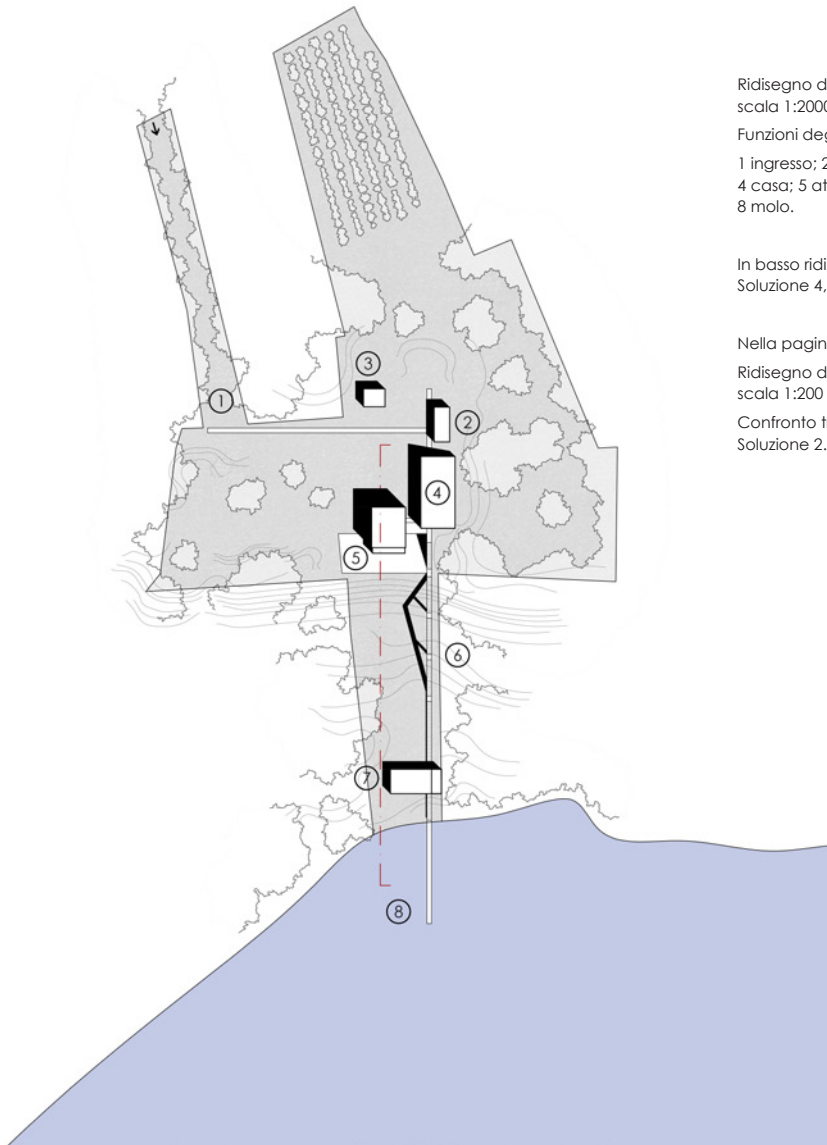 Ridisegno d
scala 1:2000
Funzioni deg
1 ingresso; 2
4 casa; 5 at
8 molo.
In basso ridi
Soluzione 4,
Nella pagin
Ridisegno d
scala 1:200
Confronto t
Soluzione 2.
3
1
2
4
5
6
7
8